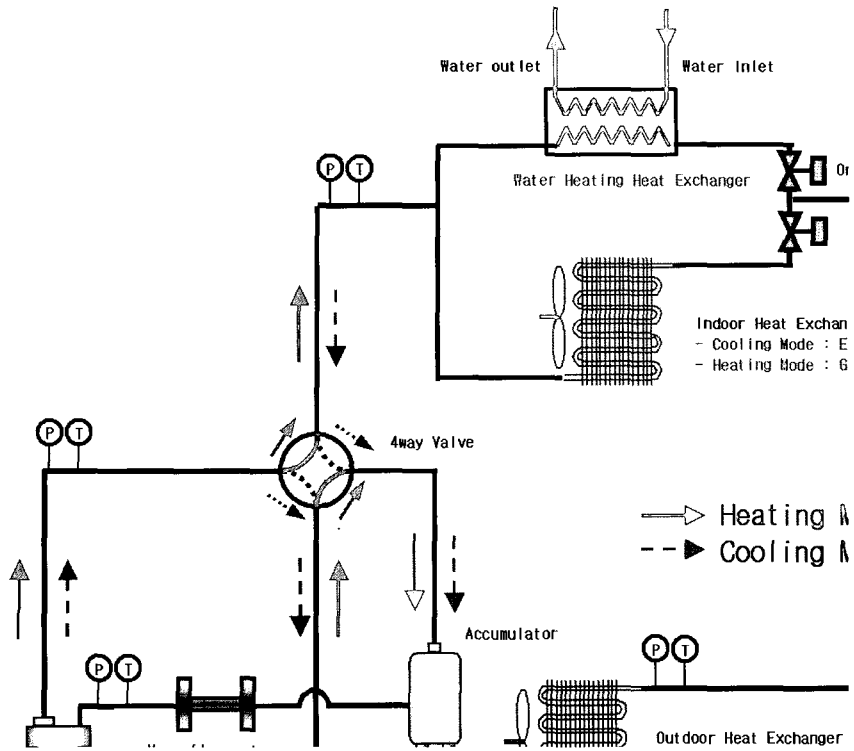 Water outlet
Water Inlet
P T
Water Heating Heat Exchanger
Indoor Heat Exchan
- Cooling Mode : E
- Heating Mode : G
P T
4way Valve
Heating
Cooling
Accumulator
P T
P T
Outdoor Heat Exchanger